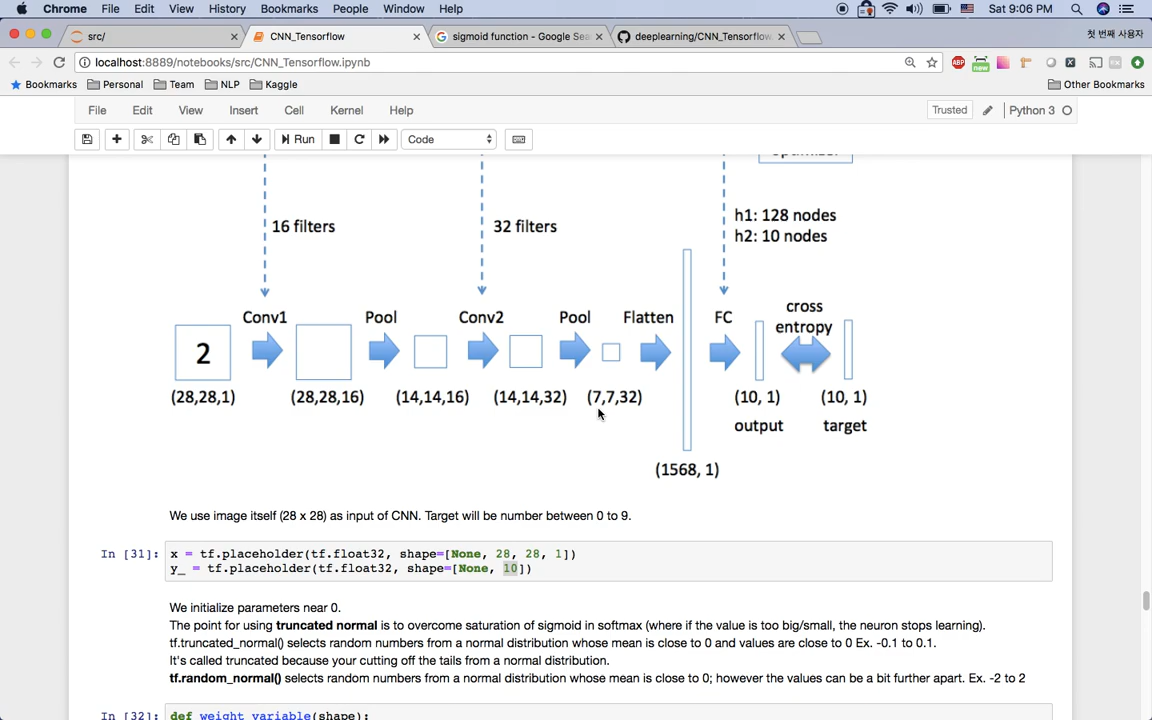 Chrome File Edit View History Bookmarks People Window Help Sat 9:06 PM
src/ CNN_Tensorflow sigmoid function - Google Sea deeplearning/CNN_Tensorflow. 첫 번째 사용자
localhost:8889/notebooks/src/CNN_Tensorflow.ipynb ABP new
Bookmarks Personal Team NLP Kaggle Other Bookmarks
File Edit View Insert Cell Kernel Help Trusted Python 3
Run Code
16 filters 32 filters
h1: 128 nodes
h2: 10 nodes
cross
entropy
Conv1 Pool Conv2 Pool Flatten FC
2
(28,28,1) (28,28,16) (14,14,16) (14,14,32) (7,7,32) (10, 1) (10, 1)
output target
(1568, 1)
We use image itself (28 x 28) as input of CNN. Target will be number between 0 to 9.
In [31]: x = tf.placeholder(tf.float32, shape=[None, 28, 28, 1])
y_ = tf.placeholder(tf.float32, shape=[None, 10])
We initialize parameters near 0.
The point for using truncated normal is to overcome saturation of sigmoid in softmax (where if the value is too big/small, the neuron stops learning).
tf.truncated_normal() selects random numbers from a normal distribution whose mean is close to 0 and values are close to 0 Ex. -0.1 to 0.1.
It's called truncated because your cutting off the tails from a normal distribution.
tf.random_normal() selects random numbers from a normal distribution whose mean is close to 0; however the values can be a bit further apart. Ex. -2 to 2
In [32]: def weight_variable(shape):